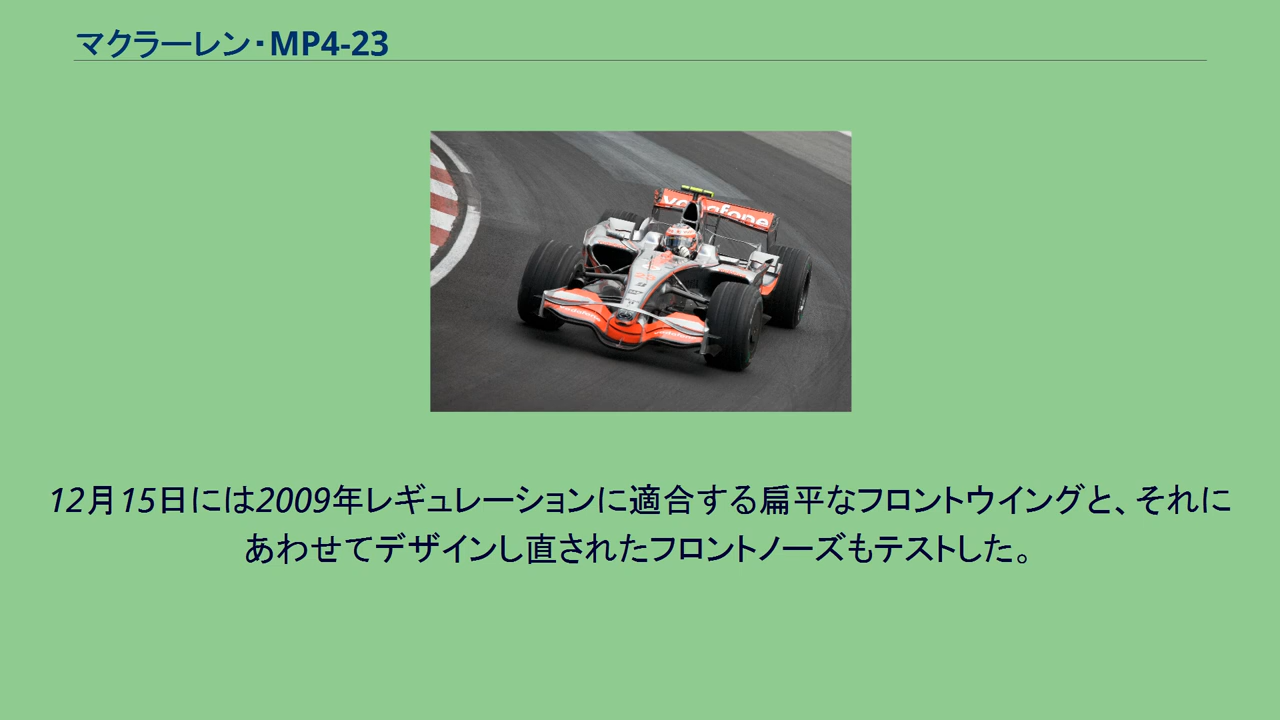 マクラーレン・MP4-23
vodafone
12月15日には2009年レギュレーションに適合する扁平なフロントウイングと、それに
あわせてデザインし直されたフロントノーズもテストした。